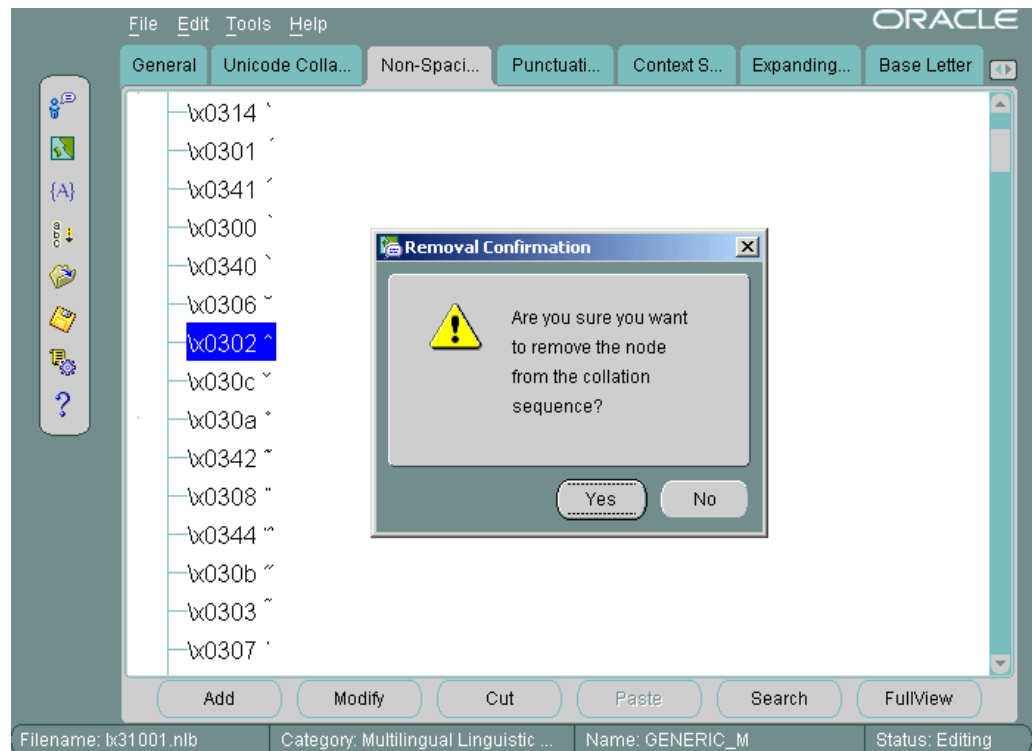 File Edit Tools Help
ORACLE
General Unicode Colla... Non-Spaci... Punctuati... Context S... Expanding... Base Letter
\x0314 ̔
\x0301 ́
\x0341 ́
\x0300 ̀
\x0340 ̀
\x0306 ̆
\x0302 ̂
\x030c ̌
\x030a ̊
\x0342 ͂
\x0308 ̈
\x0344 ̈́
\x030b ̋
\x0303 ̃
\x0307 ̇
{A}
a
b
c
?
Removal Confirmation
Are you sure you want
to remove the node
from the collation
sequence?
Yes No
Add Modify Cut Paste Search FullView
Filename: lx31001.nlb Category: Multilingual Linguistic ... Name: GENERIC_M Status: Editing